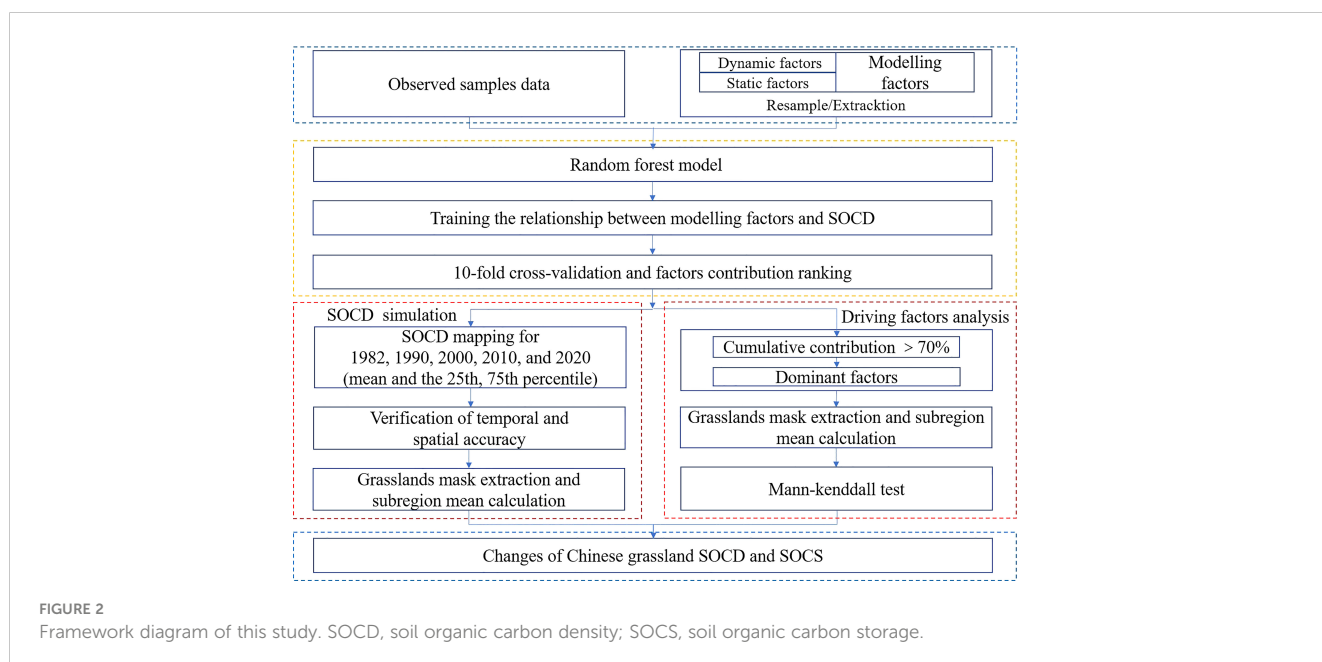 Observed samples data
Dynamic factors
Static factors
Modelling
factors
Resample/Extracktion
Random forest model
Training the relationship between modelling factors and SOCD
10-fold cross-validation and factors contribution ranking
SOCD simulation
SOCD mapping for
1982, 1990, 2000, 2010, and 2020
(mean and the 25th, 75th percentile)
Verification of temporal and
spatial accuracy
Grasslands mask extraction and
subregion mean calculation
Driving factors analysis
Cumulative contribution > 70%
Dominant factors
Grasslands mask extraction and subregion
mean calculation
Mann-kenddall test
Changes of Chinese grassland SOCD and SOCS
FIGURE 2
Framework diagram of this study. SOCD, soil organic carbon density; SOCS, soil organic carbon storage.